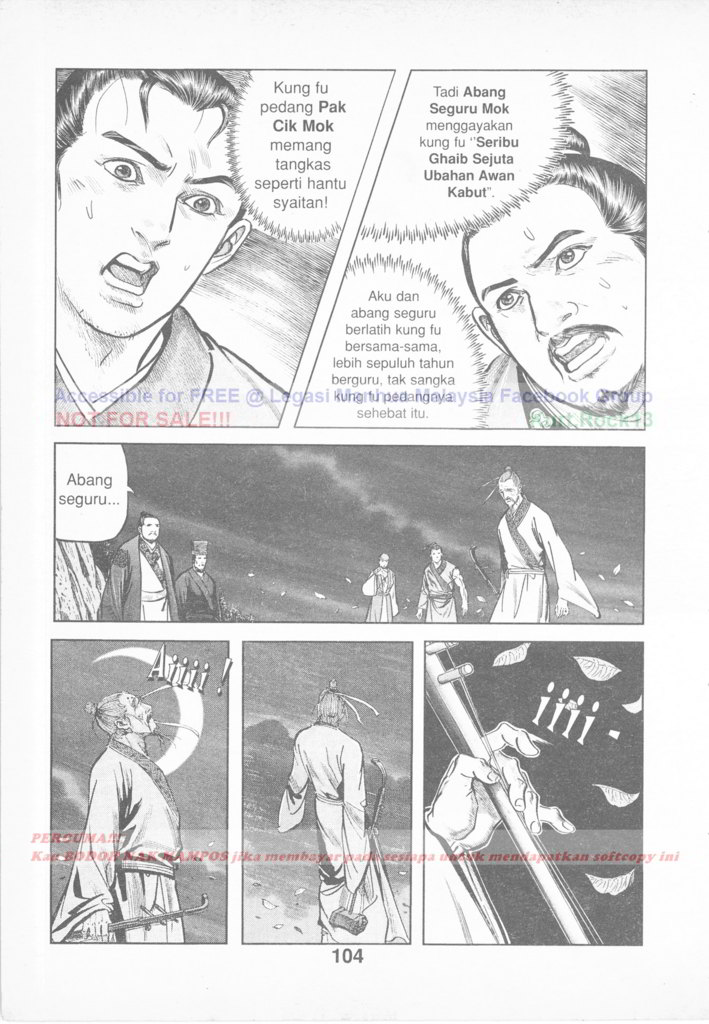 Kung fu
pedang Pak
Cik Mok
memang
tangkas
seperti hantu
syaitan!
Tadi Abang
Seguru Mok
menggayakan
kung fu "Seribu
Ghaib Sejuta
Ubahan Awan
Kabut".
Aku dan
abang seguru
berlatih kung fu
bersama-sama,
lebih sepuluh tahun
berguru, tak sangka
kung fu pedangnya
sehebat itu.
Accessible for FREE @ Legasi Manusia Malaysia Facebook Group
NOT FOR SALE!!!
Abang
seguru...
Aiiii !
iiii -
PERCUMA!!!
Kau BODOH NAK MAMPOS jika membayar pada sesiapa untuk mendapatkan softcopy ini
104